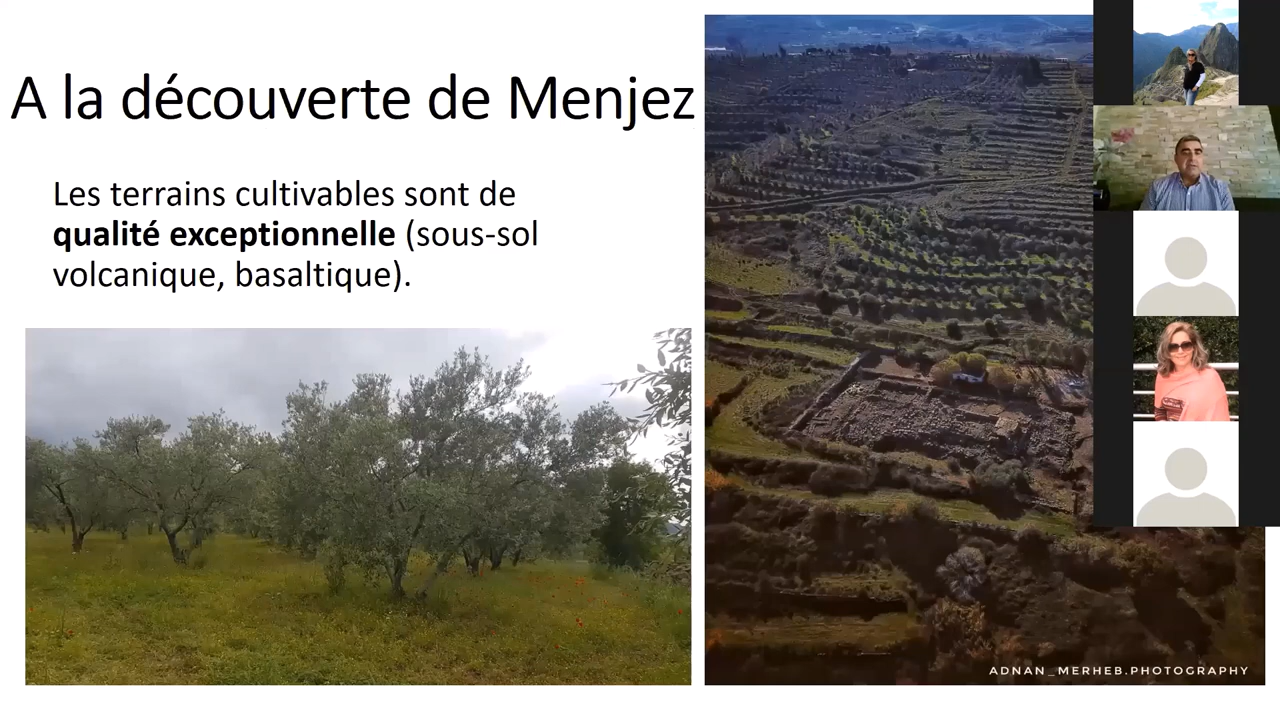 A la découverte de Menjez
Les terrains cultivables sont de
qualité exceptionnelle (sous-sol
volcanique, basaltique).
ADNAN_MERHEB.PHOTOGRAPHY